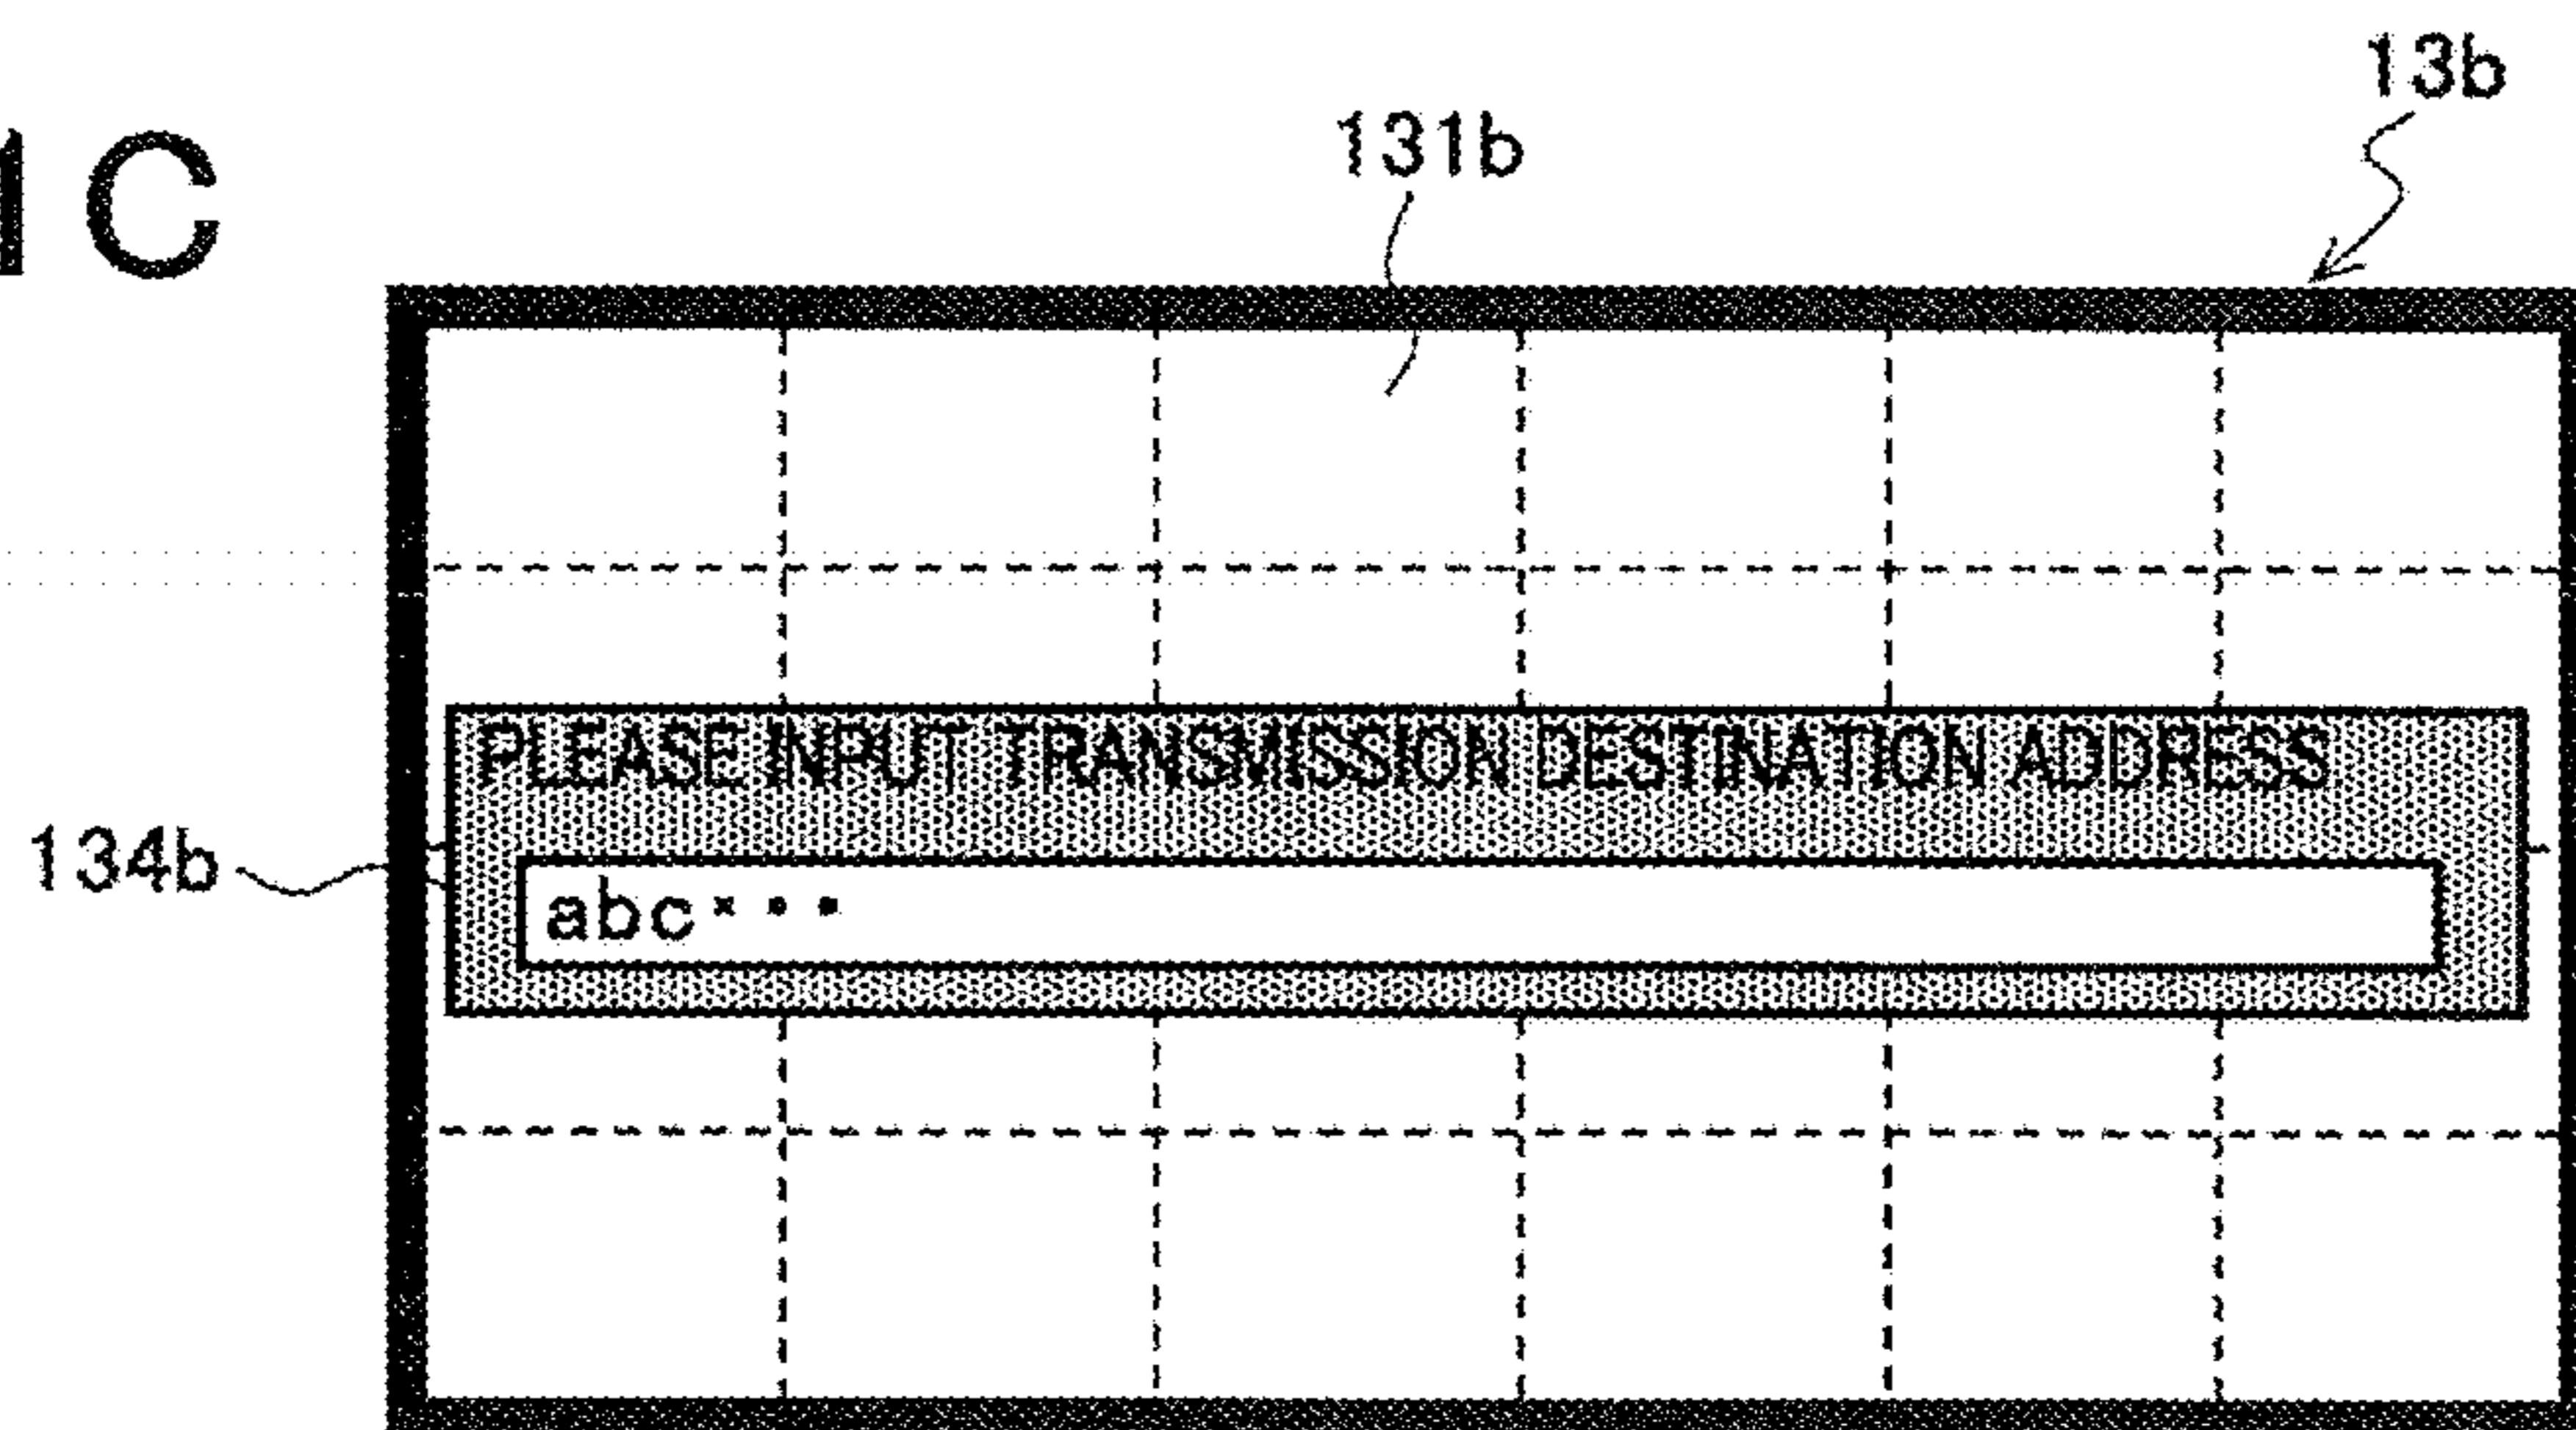 13b
131b
1C
PLEASE INPUT TRANSMISSION DESTINATION ADDRESS
134b
abc···